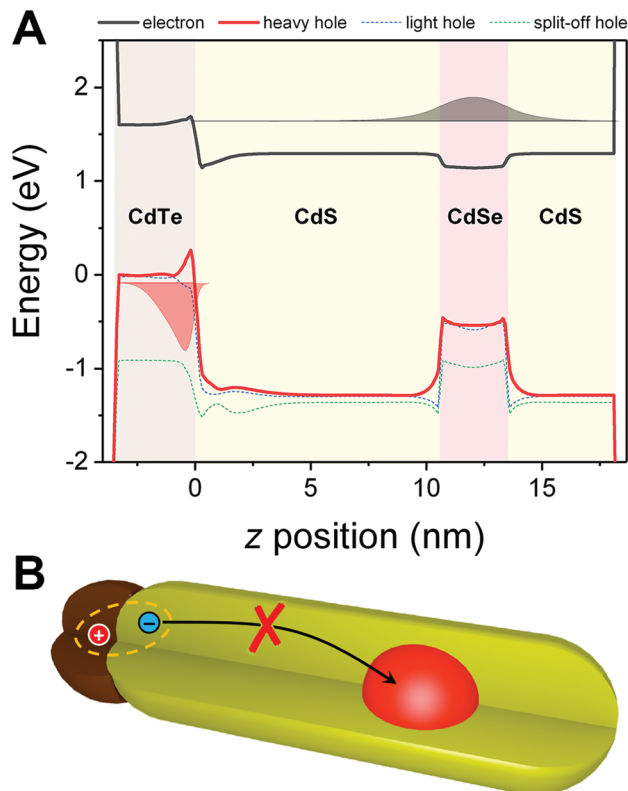 A
electron heavy hole light hole split-off hole
2
1
0
-1
-2
Energy (eV)
CdTe CdS CdSe CdS
0 5 10 15
z position (nm)
B
+ −
X